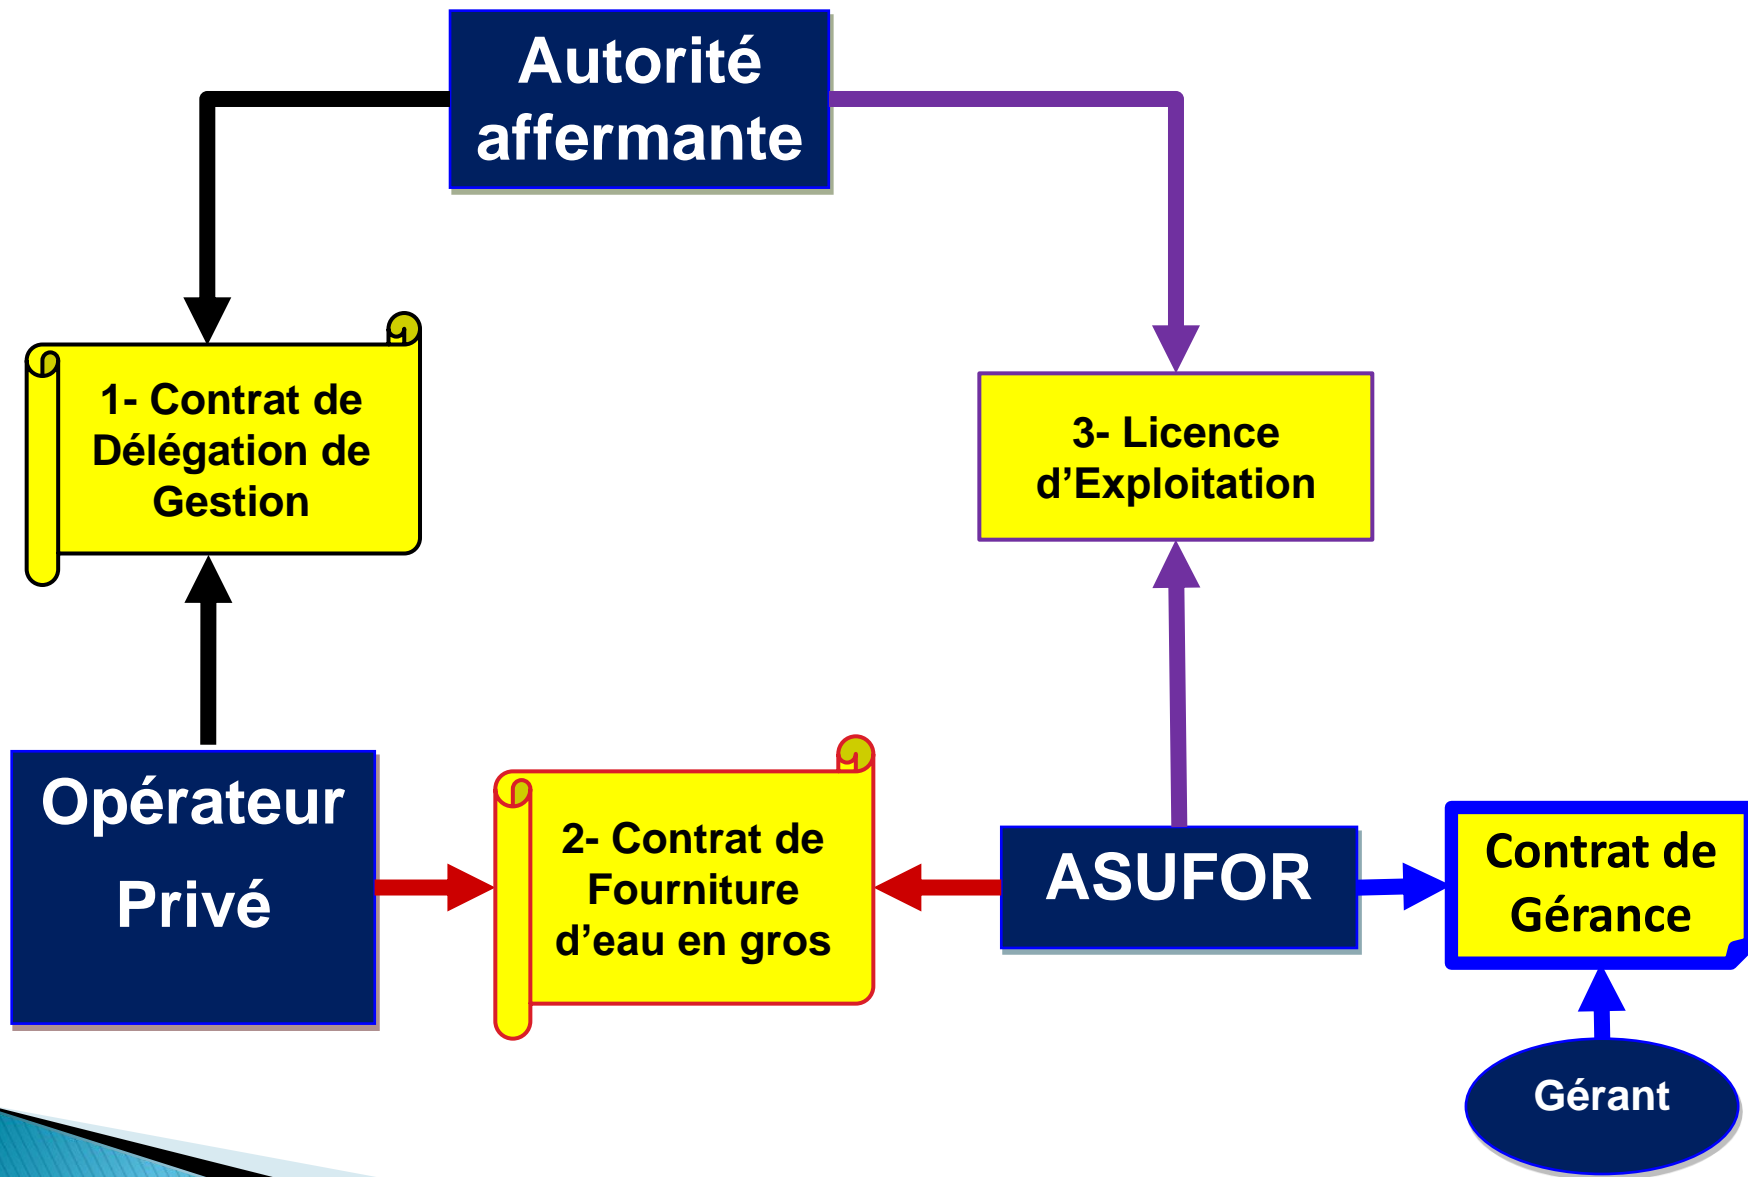 Autorité
affermante
1- Contrat de
Délégation de
Gestion
3- Licence
d’Exploitation
Opérateur
Privé
2- Contrat de
Fourniture
d’eau en gros
ASUFOR
Contrat de
Gérance
Gérant